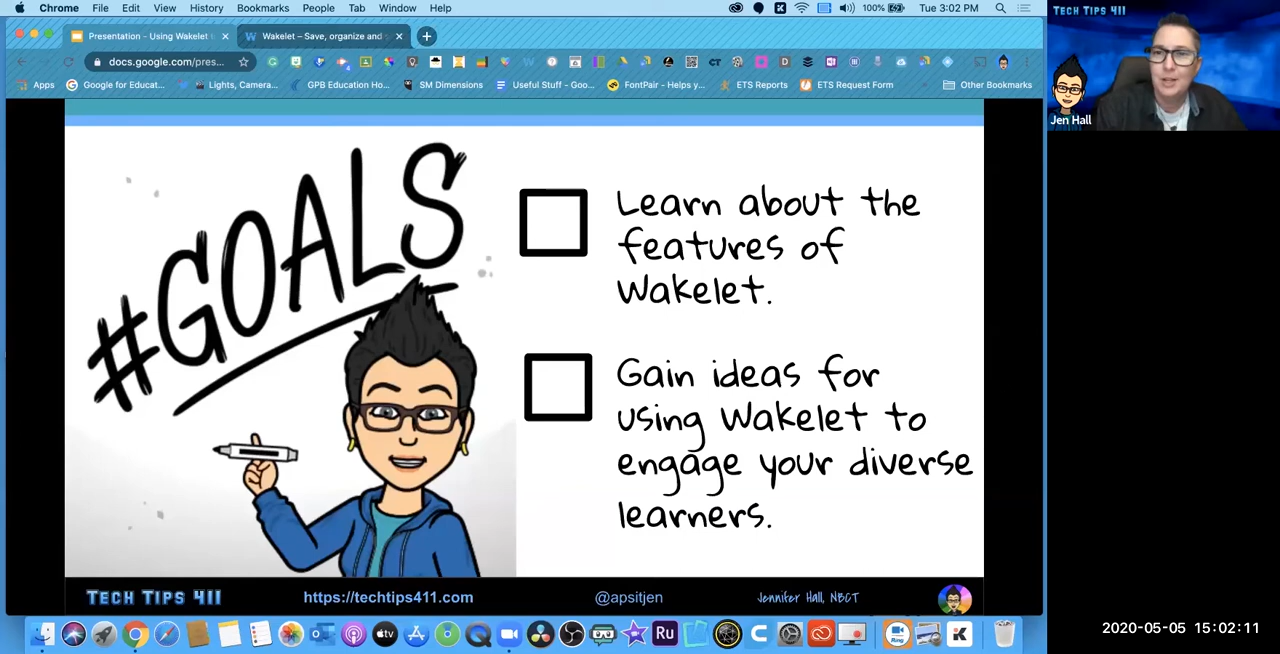 Chrome File Edit View History Bookmarks People Tab Window Help
100%
Tue 3:02 PM
Presentation - Using Wakelet
Wakelet – Save, organize and
docs.google.com/pres...
Apps
Google for Educat...
Lights, Camera...
GPB Education Ho...
SM Dimensions
Useful Stuff - Goo...
FontPair - Helps y...
ETS Reports
ETS Request Form
Other Bookmarks
#GOALS
Learn about the
features of
Wakelet.
Gain ideas for
using Wakelet to
engage your diverse
learners.
TECH TIPS 411
https://techtips411.com
@apsitjen
Jennifer Hall, NBCT
TECH TIPS 411
Jen Hall
tv
Ru
Ring
K
2020-05-05 15:02:11